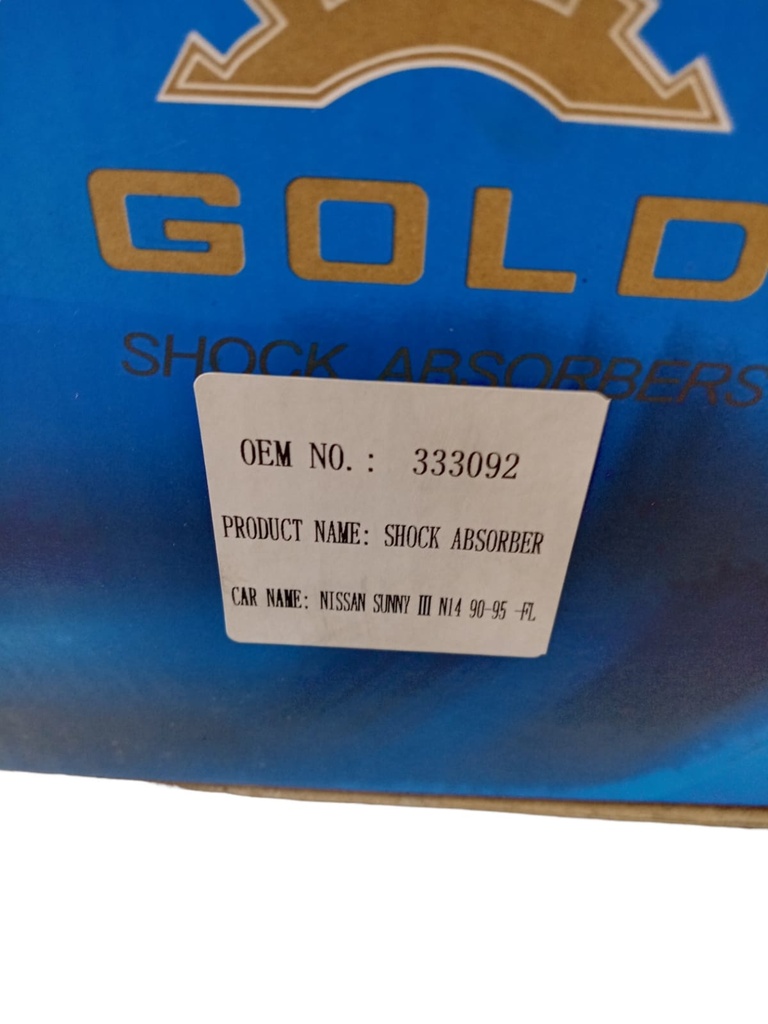 GOLD
SHOCK ABSORBERS
OEM NO.: 333092
PRODUCT NAME: SHOCK ABSORBER
CAR NAME: NISSAN SUNNY III N14 90-95 -FL